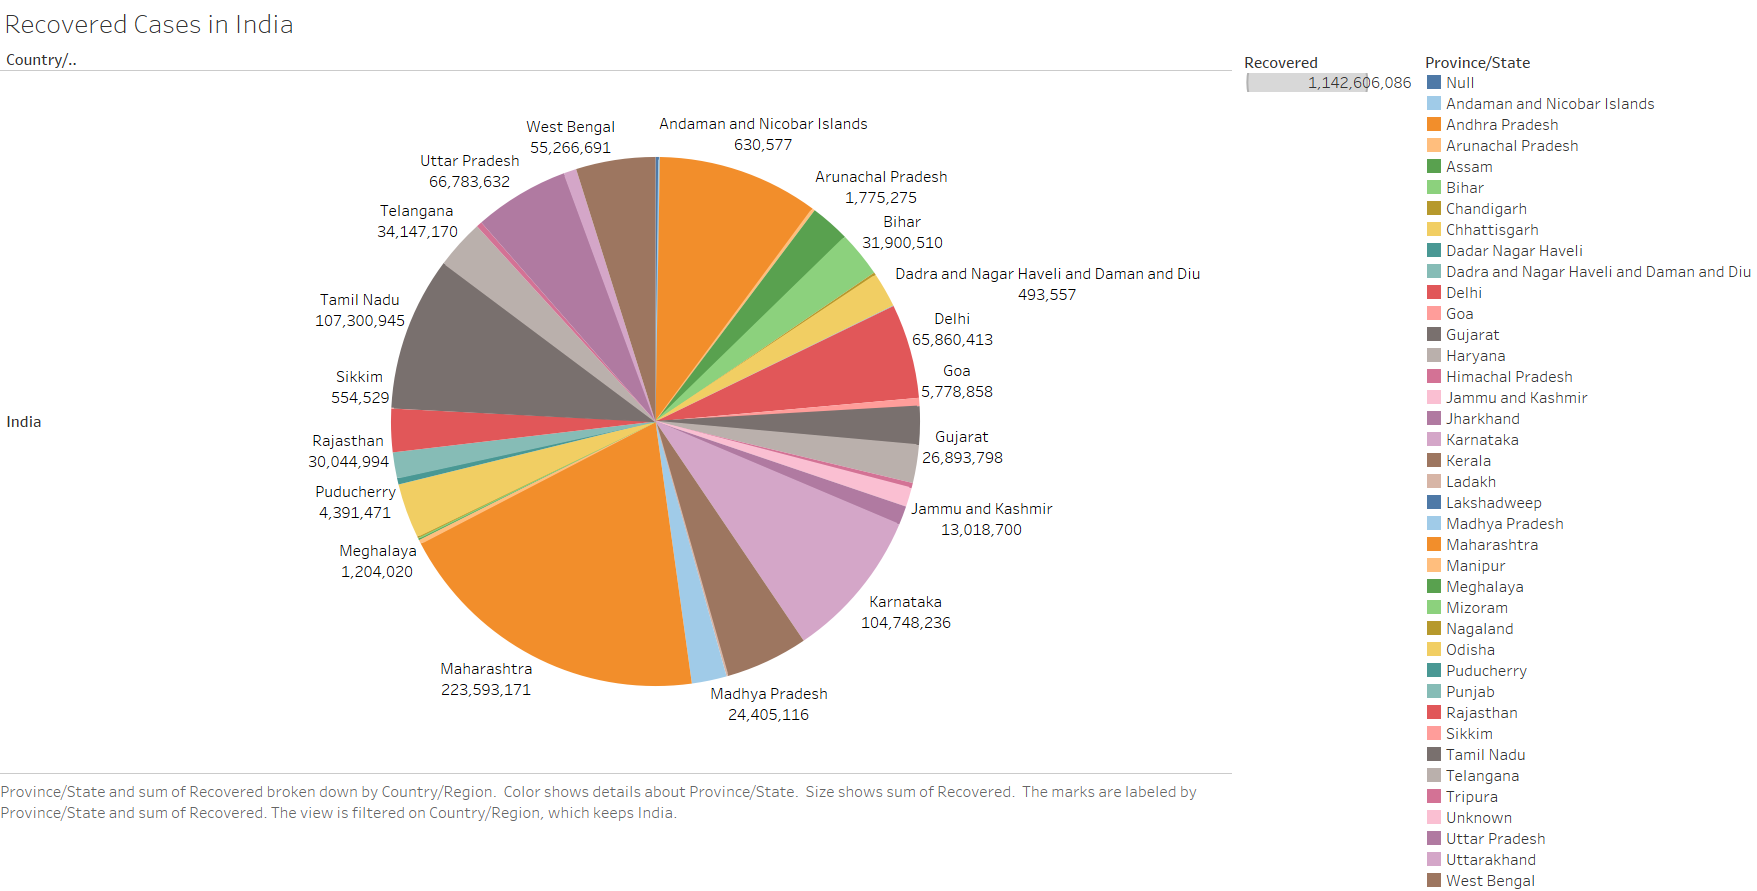 Recovered Cases in India
Country/..
West Bengal
55,266,691
Andaman and Nicobar Islands
630,577
Uttar Pradesh
66,783,632
Arunachal Pradesh
1,775,275
Telangana
34,147,170
Bihar
31,900,510
Dadra and Nagar Haveli and Daman and Diu
493,557
Tamil Nadu
107,300,945
Delhi
65,860,413
Sikkim
554,529
Goa
5,778,858
India
Rajasthan
30,044,994
Gujarat
26,893,798
Puducherry
4,391,471
Jammu and Kashmir
13,018,700
Meghalaya
1,204,020
Karnataka
104,748,236
Maharashtra
223,593,171
Madhya Pradesh
24,405,116
Province/State and sum of Recovered broken down by Country/Region. Color shows details about Province/State. Size shows sum of Recovered. The marks are labeled by
Province/State and sum of Recovered. The view is filtered on Country/Region, which keeps India.
Recovered
1,142,606,086
Province/State
Null
Andaman and Nicobar Islands
Andhra Pradesh
Arunachal Pradesh
Assam
Bihar
Chandigarh
Chhattisgarh
Dadar Nagar Haveli
Dadra and Nagar Haveli and Daman and Diu
Delhi
Goa
Gujarat
Haryana
Himachal Pradesh
Jammu and Kashmir
Jharkhand
Karnataka
Kerala
Ladakh
Lakshadweep
Madhya Pradesh
Maharashtra
Manipur
Meghalaya
Mizoram
Nagaland
Odisha
Puducherry
Punjab
Rajasthan
Sikkim
Tamil Nadu
Telangana
Tripura
Unknown
Uttar Pradesh
Uttarakhand
West Bengal